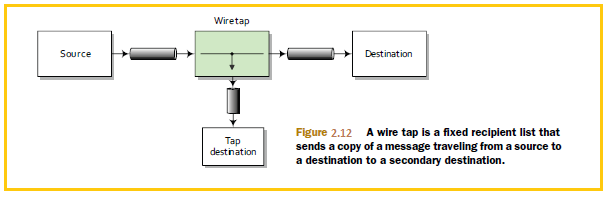 Wiretap
Source
Destination
Tap
destination
Figure 2.12 A wire tap is a fixed recipient list that
sends a copy of a message traveling from a source to
a destination to a secondary destination.